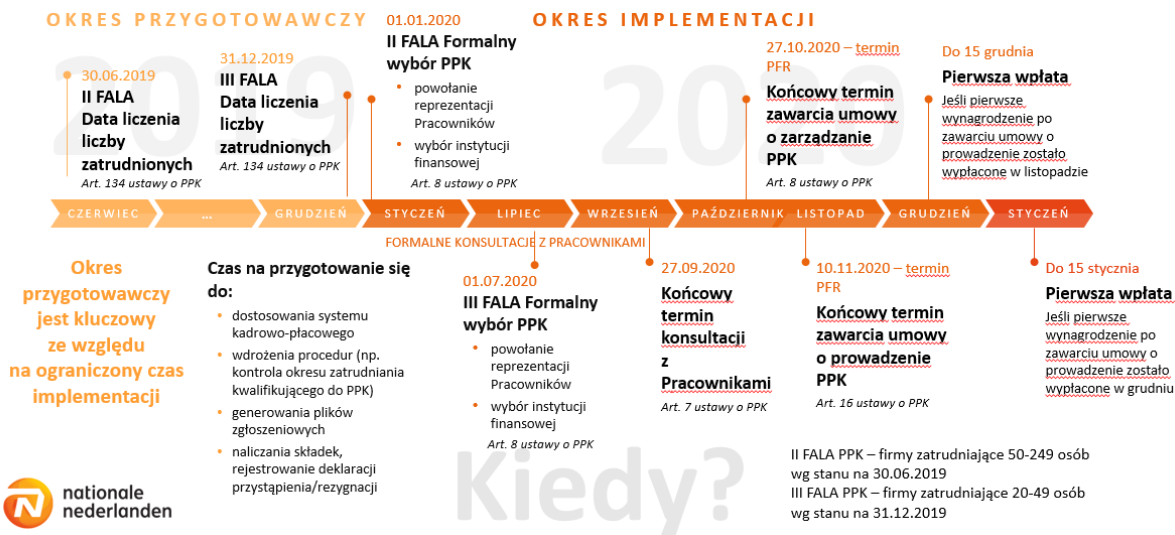 OKRES PRZYGOTOWAWCZY
OKRES IMPLEMENTACJI
2019
2020
30.06.2019
II FALA
Data liczenia
liczby
zatrudnionych
Art. 134 ustawy o PPK
31.12.2019
III FALA
Data liczenia
liczby
zatrudnionych
Art. 134 ustawy o PPK
01.01.2020
II FALA Formalny
wybór PPK
• powołanie
reprezentacji
Pracowników
• wybór instytucji
finansowej
Art. 8 ustawy o PPK
27.10.2020 – termin
PFR
Końcowy termin
zawarcia umowy
o zarządzanie
PPK
Art. 8 ustawy o PPK
Do 15 grudnia
Pierwsza wpłata
Jeśli pierwsze
wynagrodzenie po
zawarciu umowy o
prowadzenie zostało
wypłacone w listopadzie
CZERWIEC
...
GRUDZIEŃ
STYCZEŃ
LIPIEC
WRZESIEŃ
PAŹDZIERNIK
LISTOPAD
GRUDZIEŃ
STYCZEŃ
FORMALNE KONSULTACJE Z PRACOWNIKAMI
Okres
przygotowawczy
jest kluczowy
ze względu
na ograniczony czas
implementacji
Czas na przygotowanie się
do:
• dostosowania systemu
kadrowo-płacowego
• wdrożenia procedur (np.
kontrola okresu zatrudniania
kwalifikującego do PPK)
• generowania plików
zgłoszeniowych
• naliczania składek,
rejestrowanie deklaracji
przystąpienia/rezygnacji
01.07.2020
III FALA Formalny
wybór PPK
• powołanie
reprezentacji
Pracowników
• wybór instytucji
finansowej
Art. 8 ustawy o PPK
27.09.2020
Końcowy
termin
konsultacji
z
Pracownikami
Art. 7 ustawy o PPK
10.11.2020 – termin
PFR
Końcowy termin
zawarcia umowy
o prowadzenie
PPK
Art. 16 ustawy o PPK
Do 15 stycznia
Pierwsza wpłata
Jeśli pierwsze
wynagrodzenie po
zawarciu umowy o
prowadzenie zostało
wypłacone w grudniu
Kiedy?
II FALA PPK – firmy zatrudniające 50-249 osób
wg stanu na 30.06.2019
III FALA PPK – firmy zatrudniające 20-49 osób
wg stanu na 31.12.2019
nationale
nederlanden